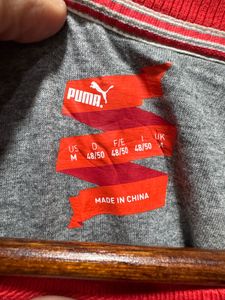 PUMA
US D F/E I UK
M 48/50 48/50 48/50
MADE IN CHINA